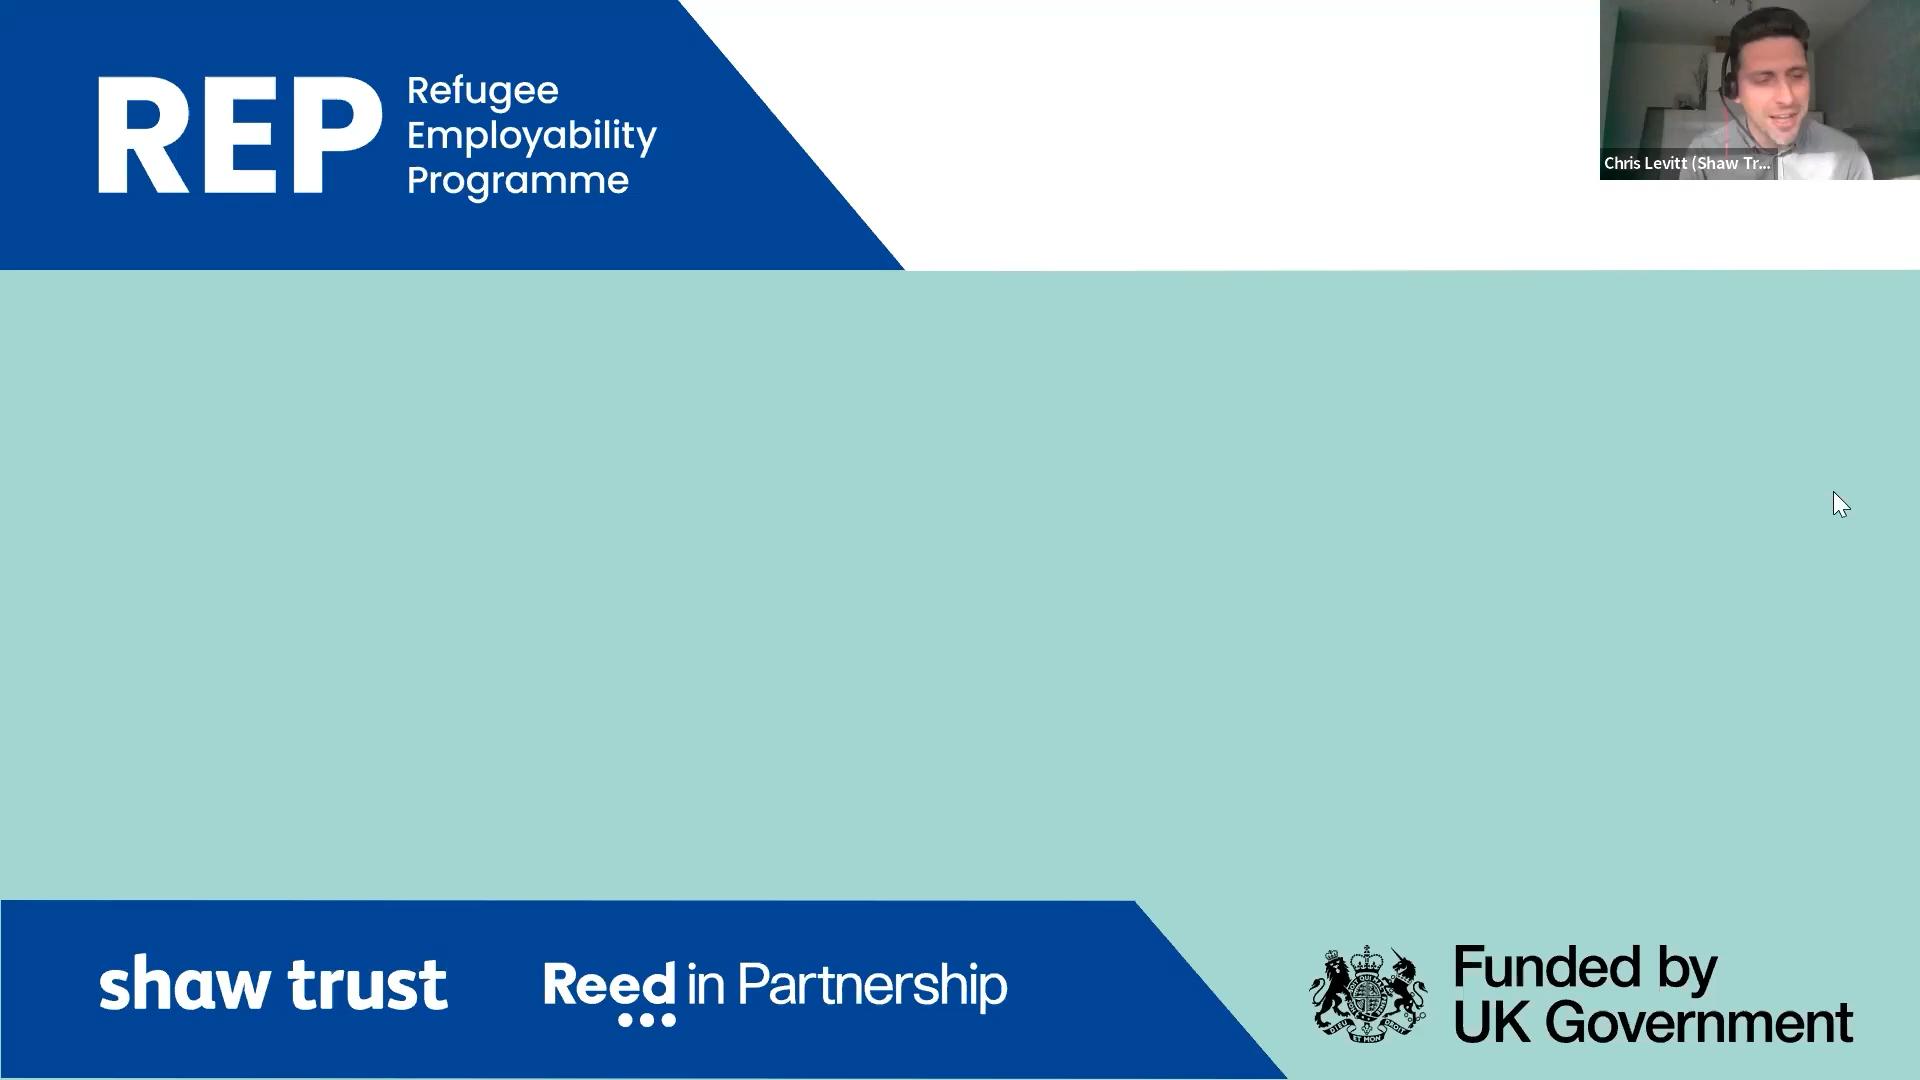 REP
Refugee
Employability
Programme
Chris Levitt (Shaw Tr...
shaw trust
Reed in Partnership
Funded by
UK Government